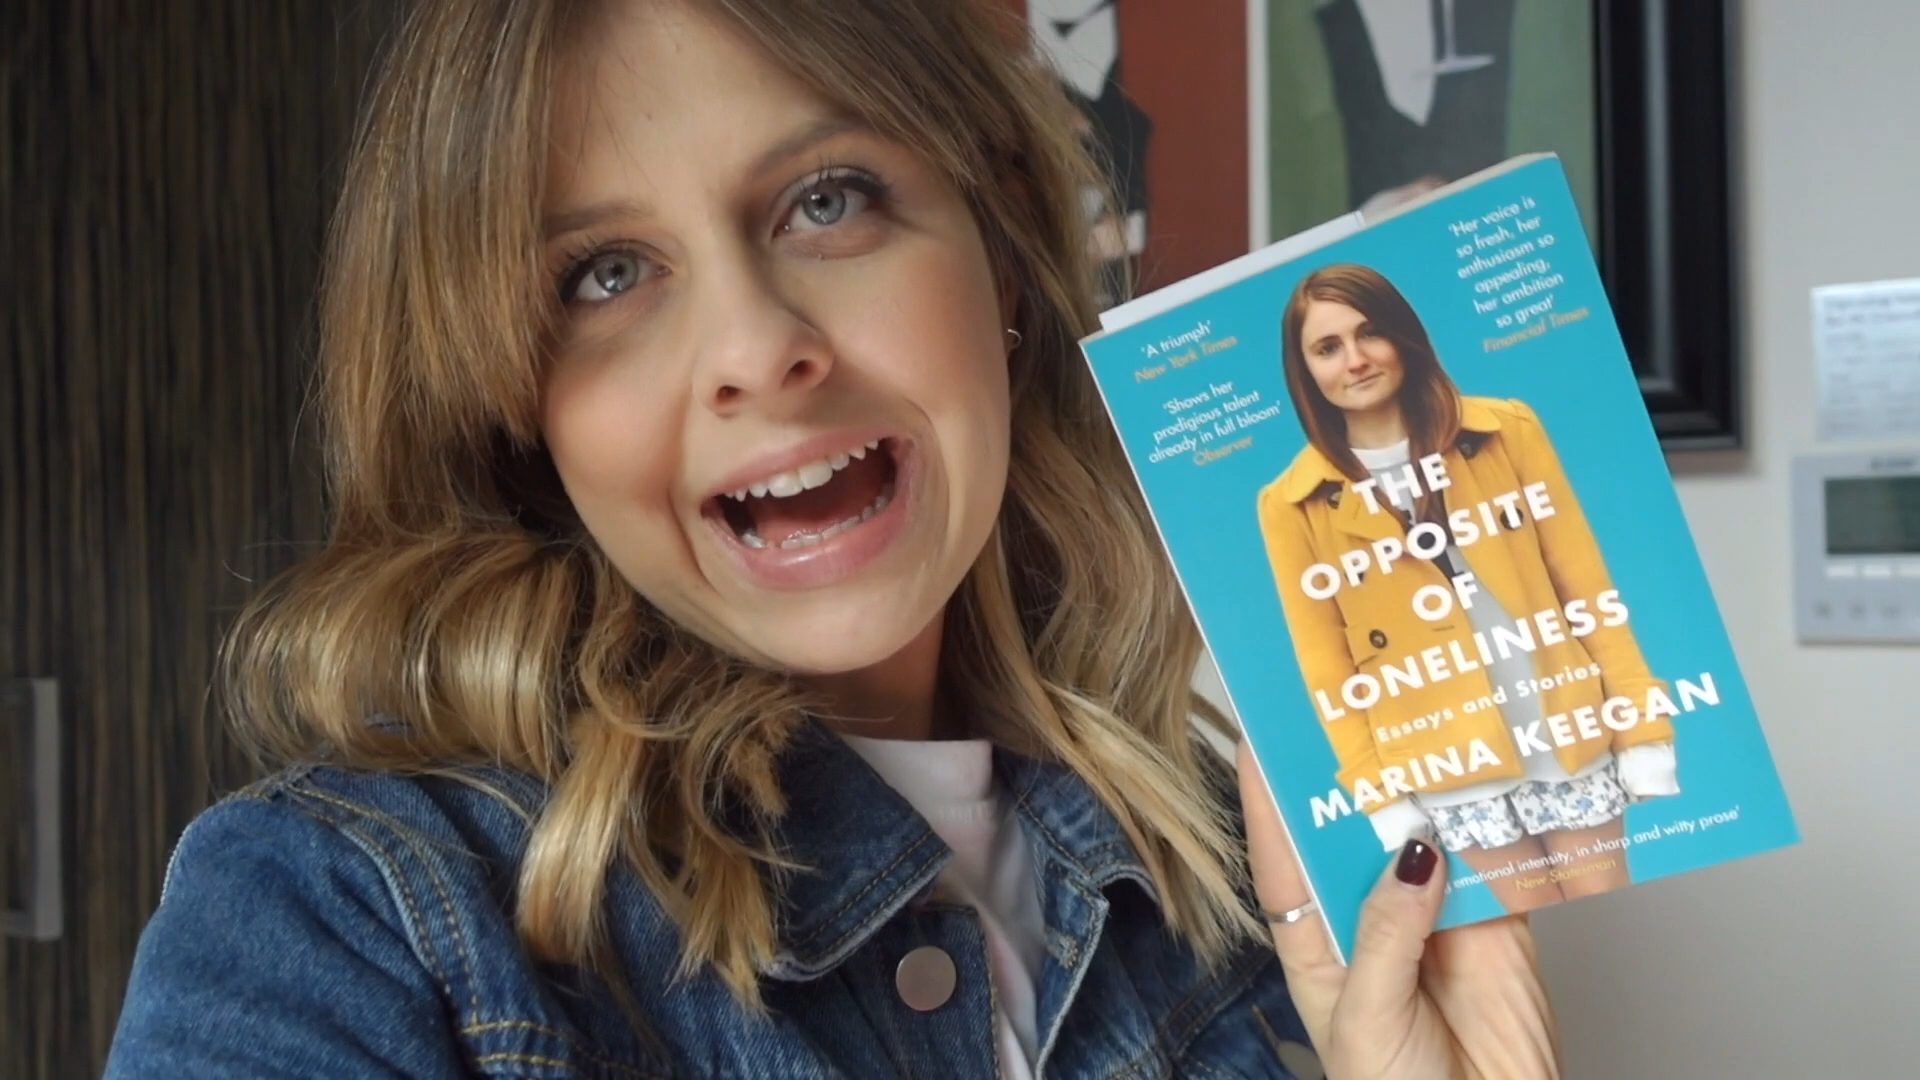 'Her voice is
so fresh, her
enthusiasm so
appealing,
her ambition
so great'
Financial Times
'A triumph'
New York Times
'Shows her
prodigious talent
already in full bloom'
Observer
THE
OPPOSITE
OF
LONELINESS
Essays and Stories
MARINA KEEGAN
emotional intensity, in sharp and witty prose'
New Statesman